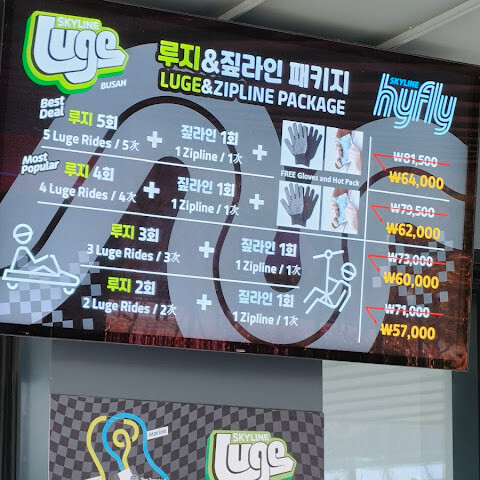 SKYLINE
Luge
BUSAN
루지&짚라인 패키지
LUGE&ZIPLINE PACKAGE
SKYLINE
hyfly
Best
Deal
루지 5회 + 짚라인 1회 +
5 Luge Rides / 5次 1 Zipline / 1次
FREE Gloves and Hot Pack
₩81,500
₩64,000
Most
Popular
루지 4회 + 짚라인 1회 +
4 Luge Rides / 4次 1 Zipline / 1次
₩79,500
₩62,000
루지 3회 + 짚라인 1회
3 Luge Rides / 3次 1 Zipline / 1次
₩73,000
₩60,000
루지 2회 + 짚라인 1회
2 Luge Rides / 2次 1 Zipline / 1次
₩71,000
₩57,000
SKYLINE
Luge